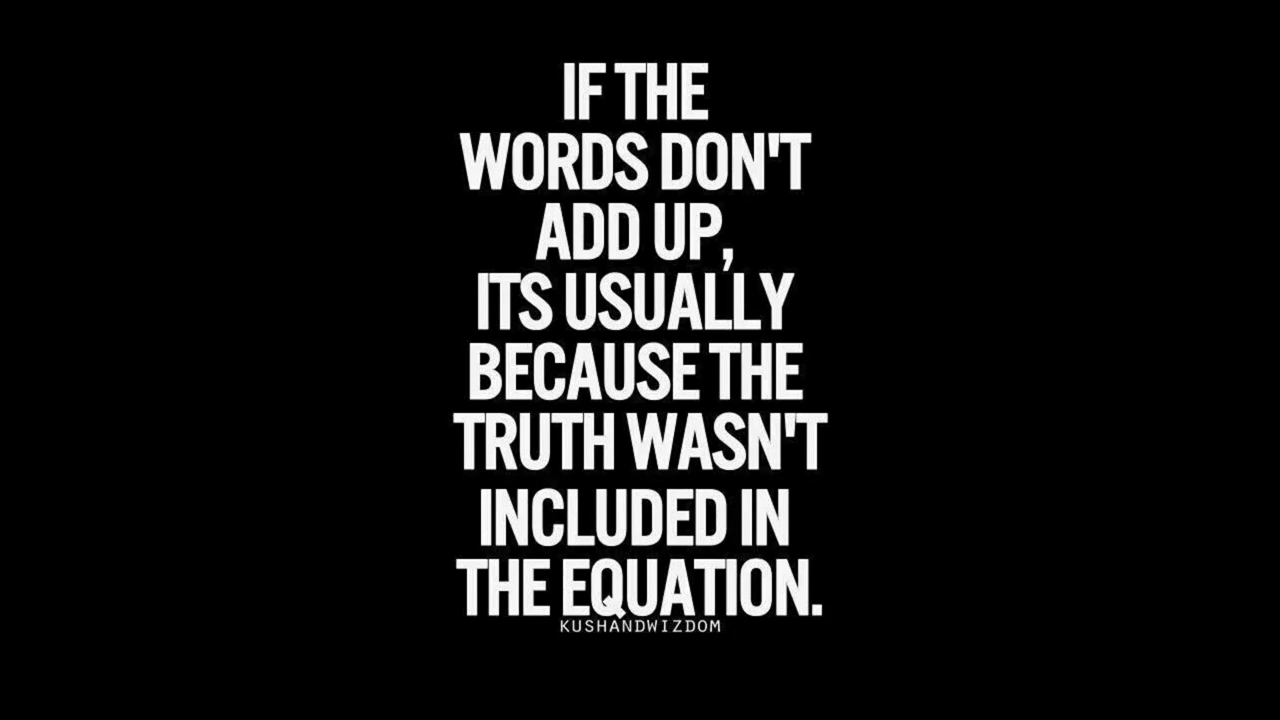 IF THE
WORDS DON'T
ADD UP,
ITS USUALLY
BECAUSE THE
TRUTH WASN'T
INCLUDED IN
THE EQUATION.
KUSHANDWIZDOM